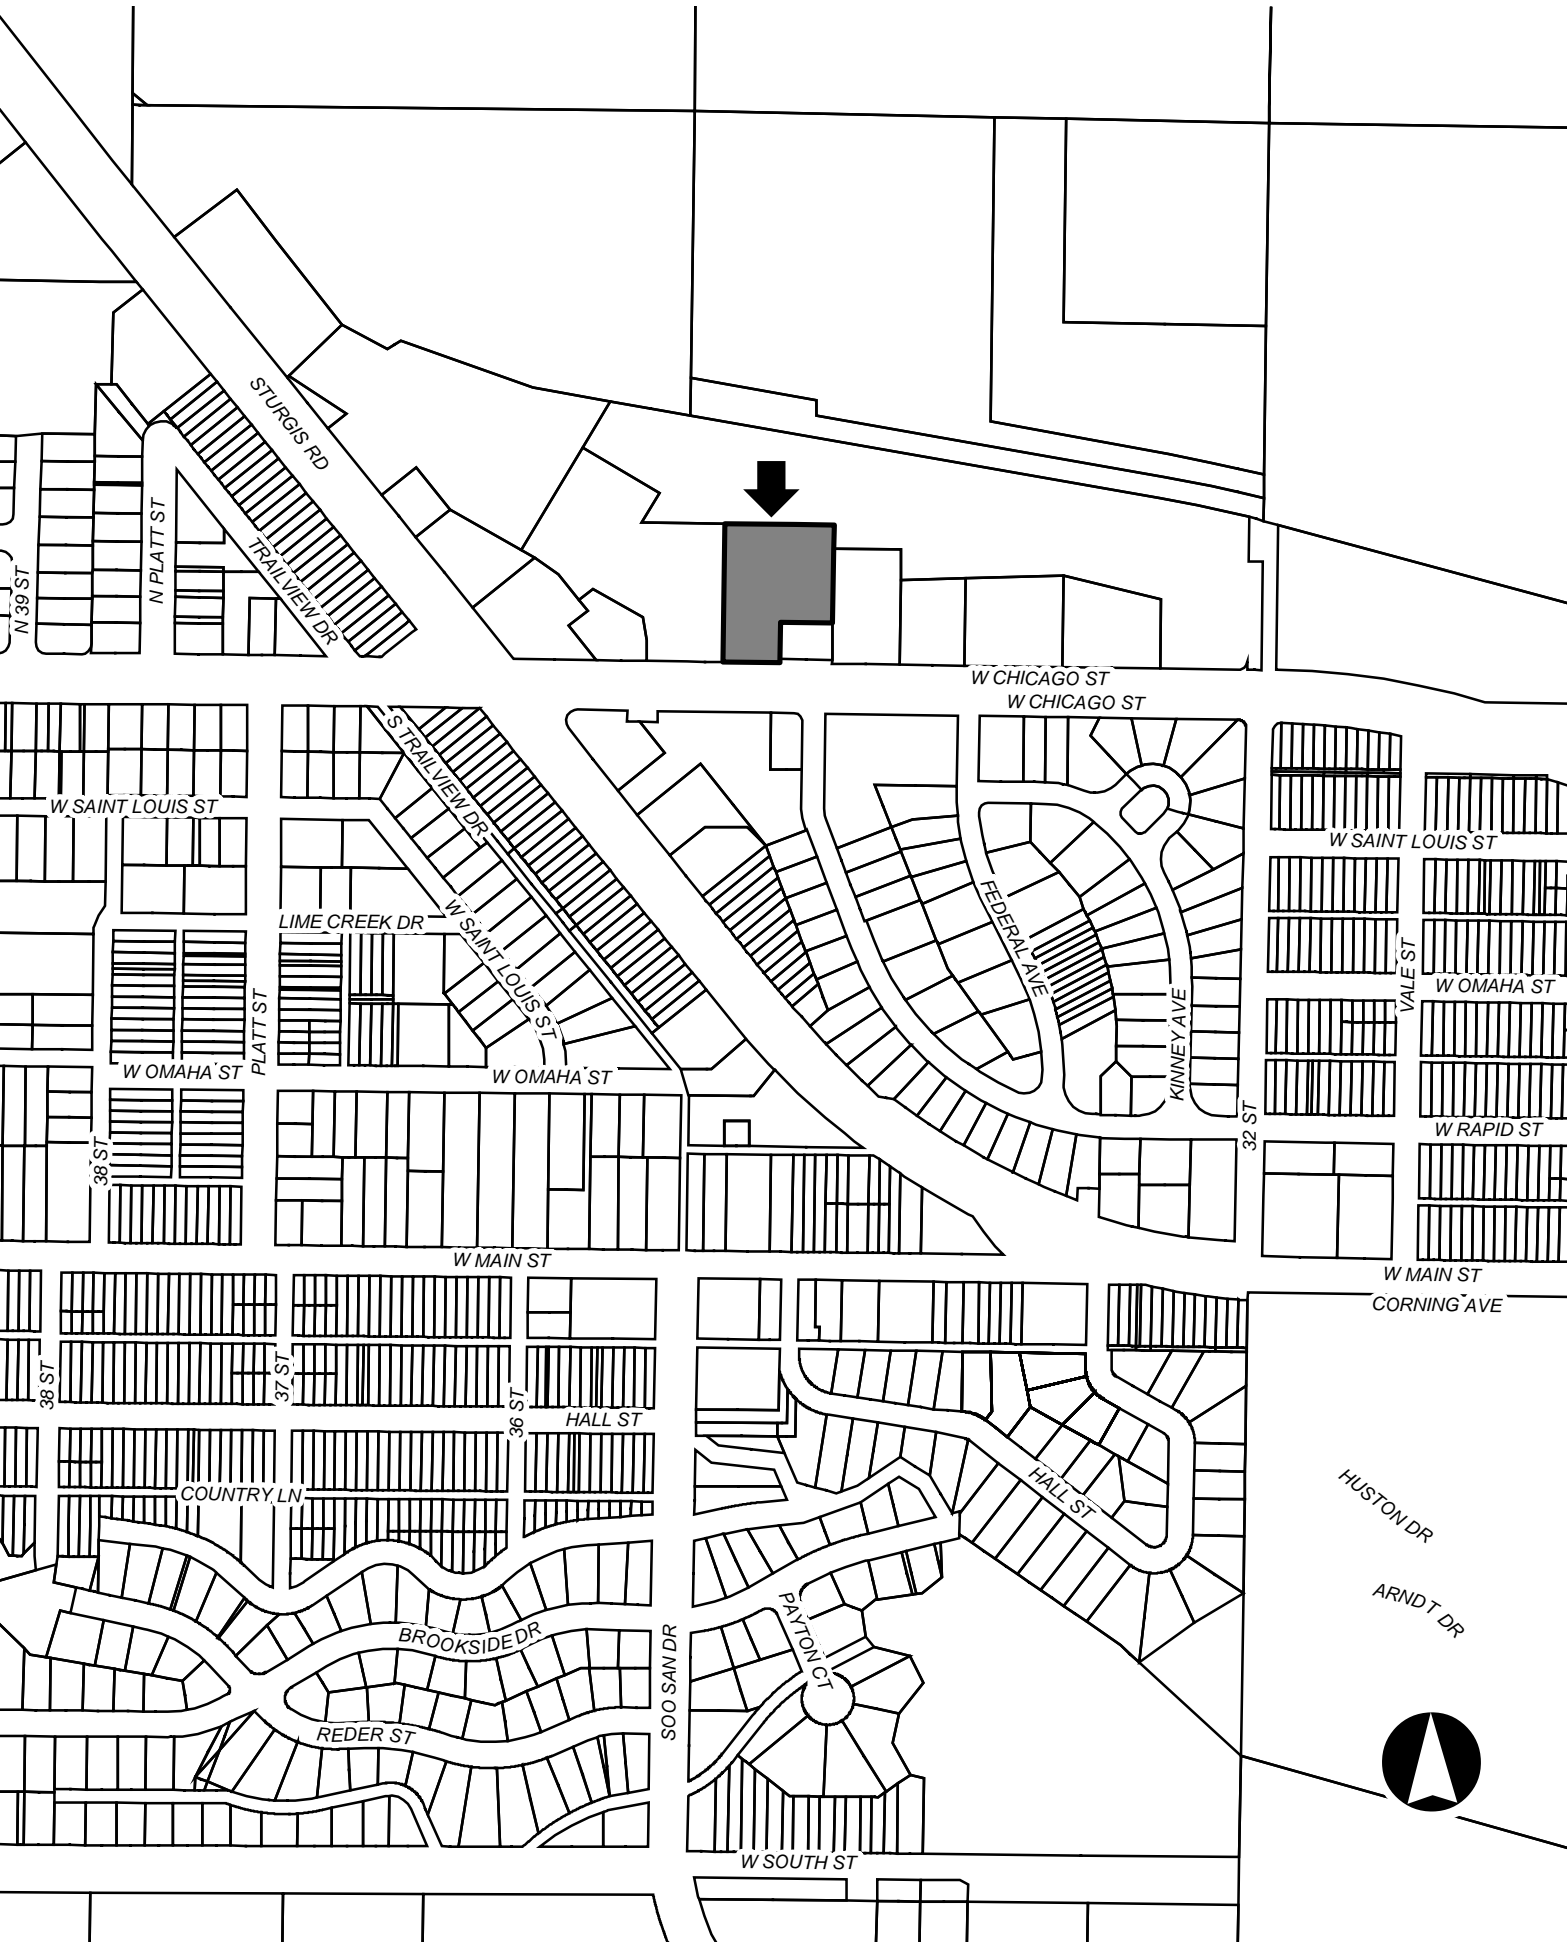 STURGIS RD
N PLATT ST
TRAILVIEW DR
N 39 ST
W CHICAGO ST
W CHICAGO ST
S TRAILVIEW DR
W SAINT LOUIS ST
W SAINT LOUIS ST
LIME CREEK DR
W SAINT LOUIS ST
FEDERAL AVE
VALE ST
W OMAHA ST
PLATT ST
KINNEY AVE
W OMAHA ST
W OMAHA ST
32 ST
W RAPID ST
38 ST
W MAIN ST
W MAIN ST
CORNING AVE
38 ST
37 ST
36 ST
HALL ST
HALL ST
COUNTRY LN
HUSTON DR
ARNDT DR
PAYTON CT
BROOKSIDE DR
SOO SAN DR
REDER ST
W SOUTH ST